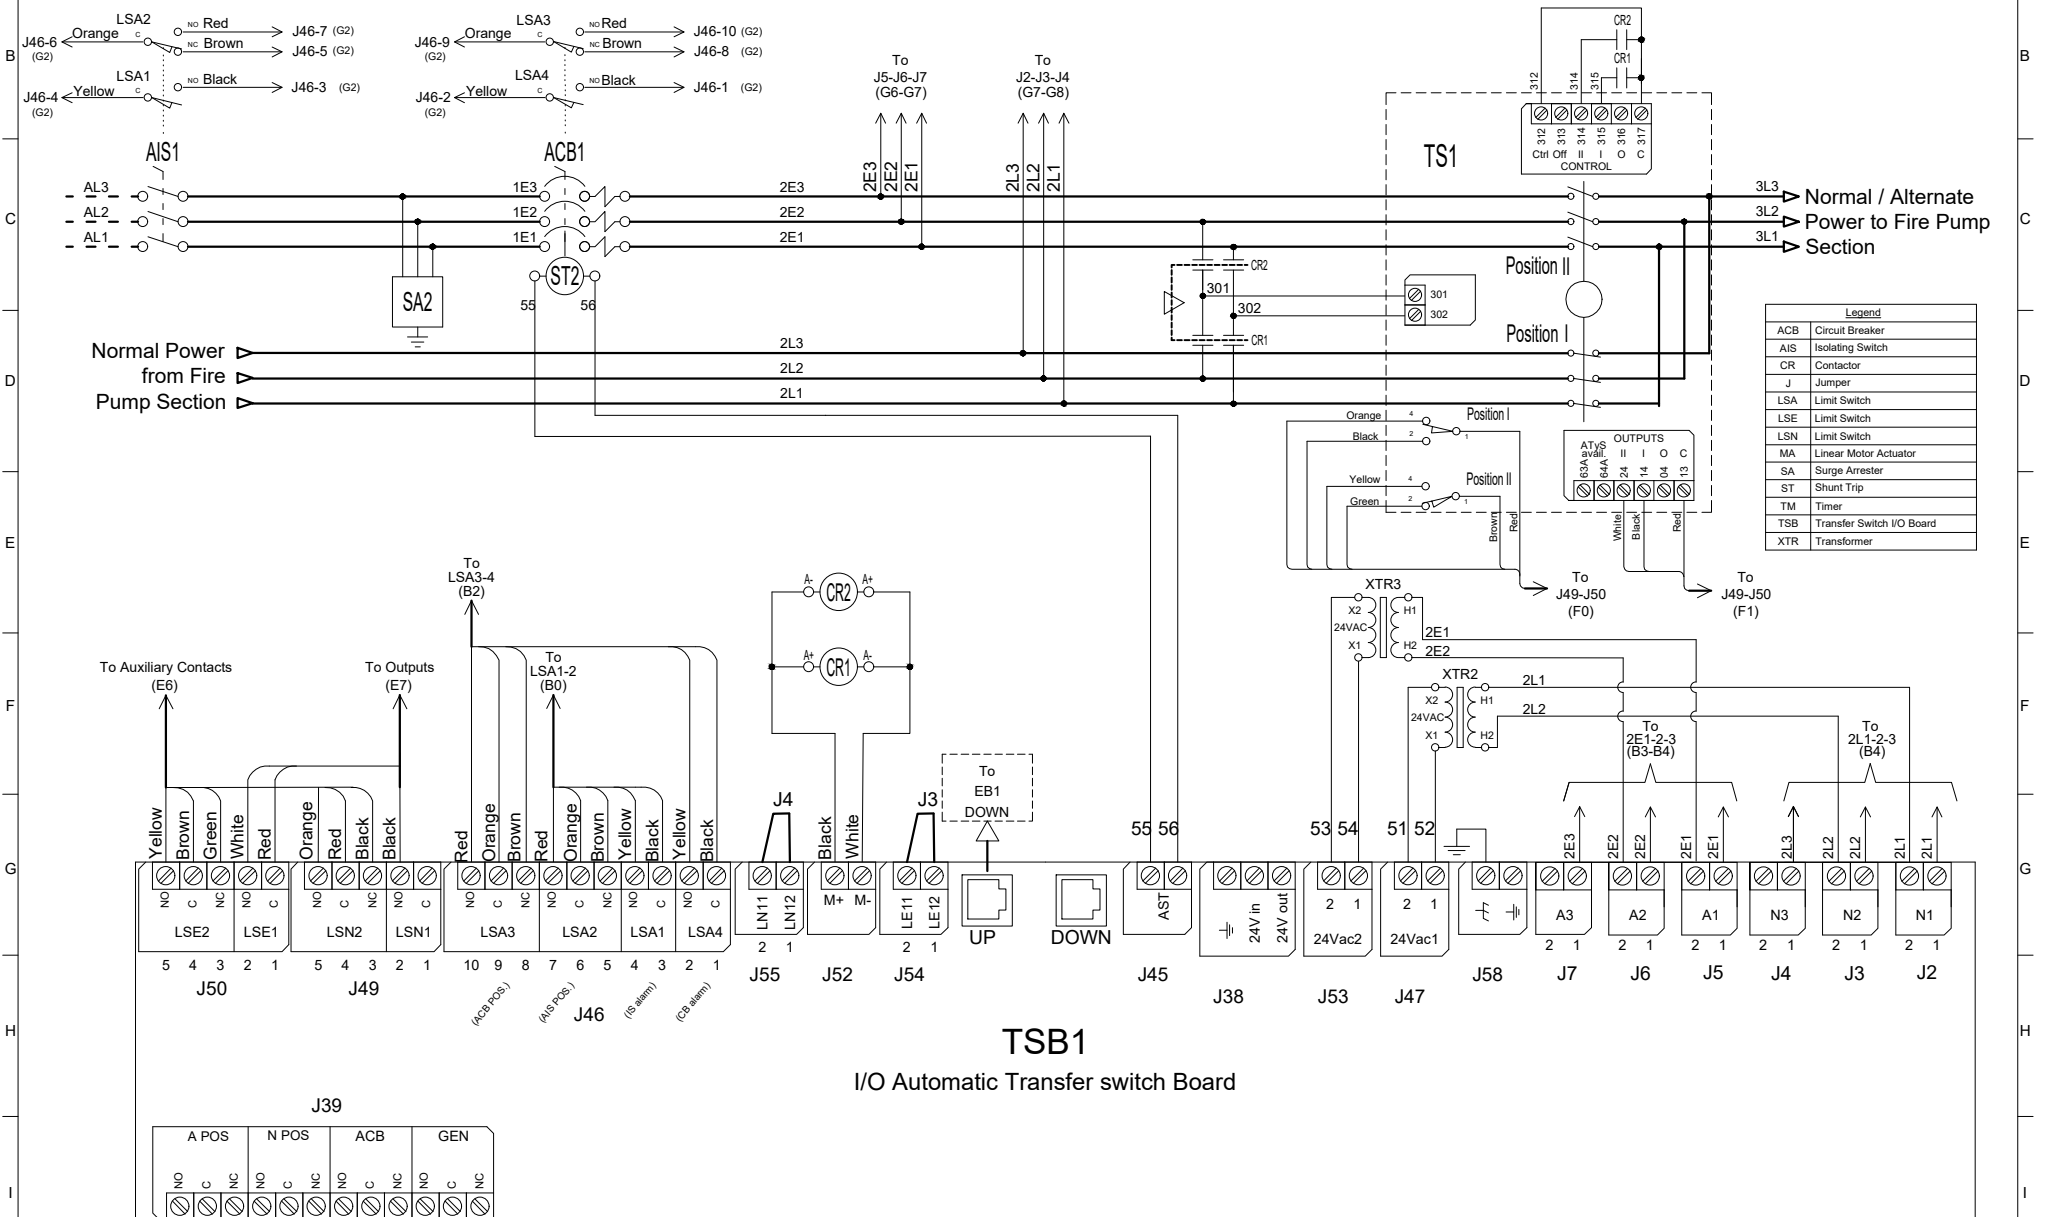 B
B
LSA2
NO Red
J46-7 (G2)
J46-6
(G2)
Orange
C
NC Brown
J46-5 (G2)
LSA1
NO Black
J46-3 (G2)
J46-4
(G2)
Yellow
C
LSA3
NO Red
J46-10 (G2)
J46-9
(G2)
Orange
C
NC Brown
J46-8 (G2)
LSA4
NO Black
J46-1 (G2)
J46-2
(G2)
Yellow
C
To
J5-J6-J7
(G6-G7)
To
J2-J3-J4
(G7-G8)
CR2
CR1
312
314
315
312 313 314 315 316 317
Ctrl Off II I O C
CONTROL
TS1
AIS1
ACB1
2E3
2E2
2E1
2L3
2L2
2L1
C
C
AL3
AL2
AL1
1E3
1E2
1E1
2E3
2E2
2E1
3L3
3L2
3L1
Normal / Alternate
Power to Fire Pump
Section
SA2
ST2
55
56
CR2
301
302
CR1
301
302
Position II
Position I
D
D
Normal Power
from Fire
Pump Section
2L3
2L2
2L1
Legend
ACB Circuit Breaker
AIS Isolating Switch
CR Contactor
J Jumper
LSA Limit Switch
LSE Limit Switch
LSN Limit Switch
MA Linear Motor Actuator
SA Surge Arrester
ST Shunt Trip
TM Timer
TSB Transfer Switch I/O Board
XTR Transformer
Orange 4
Black 2
1
Position I
Yellow 4
Green 2
1
Position II
Brown
Red
OUTPUTS
ATyS
avail. II I O C
63A 64A 24 14 04 13
White
Black
Red
E
E
To
J49-J50
(F0)
To
J49-J50
(F1)
To
LSA3-4
(B2)
A- CR2 A+
A+ CR1 A-
XTR3
X2
24VAC
X1
H1
H2
2E1
2E2
XTR2
X2
24VAC
X1
H1
H2
2L1
2L2
F
F
To Auxiliary Contacts
(E6)
To Outputs
(E7)
To
LSA1-2
(B0)
To
2E1-2-3
(B3-B4)
To
2L1-2-3
(B4)
To
EB1
DOWN
J4
J3
G
G
Yellow Brown Green White Red
Orange Red Black Black
Red Orange Brown Red Orange Brown Yellow Black Yellow Black
Black White
55 56
53 54
51 52
2E3 2E2 2E2 2E1 2E1 2L3 2L2 2L2 2L1 2L1
NO C NC NO C
LSE2 LSE1
5 4 3 2 1
J50
NO C NC NO C
LSN2 LSN1
5 4 3 2 1
J49
NO C NC NO C NC NO C NO C
LSA3 LSA2 LSA1 LSA4
10 9 8 7 6 5 4 3 2 1
(ACB POS.)
(AIS POS.)
(IS alarm)
(CB alarm)
J46
LN11 LN12
2 1
J55
M+ M-
J52
LE11 LE12
2 1
J54
UP
DOWN
AST
J45
24V in
24V out
J38
2 1
24Vac2
J53
2 1
24Vac1
J47
J58
A3
2 1
J7
A2
2 1
J6
A1
2 1
J5
N3
2 1
J4
N2
2 1
J3
N1
2 1
J2
H
H
TSB1
I/O Automatic Transfer switch Board
J39
A POS N POS ACB GEN
NO C NC NO C NC NO C NC NO C NC
I
I